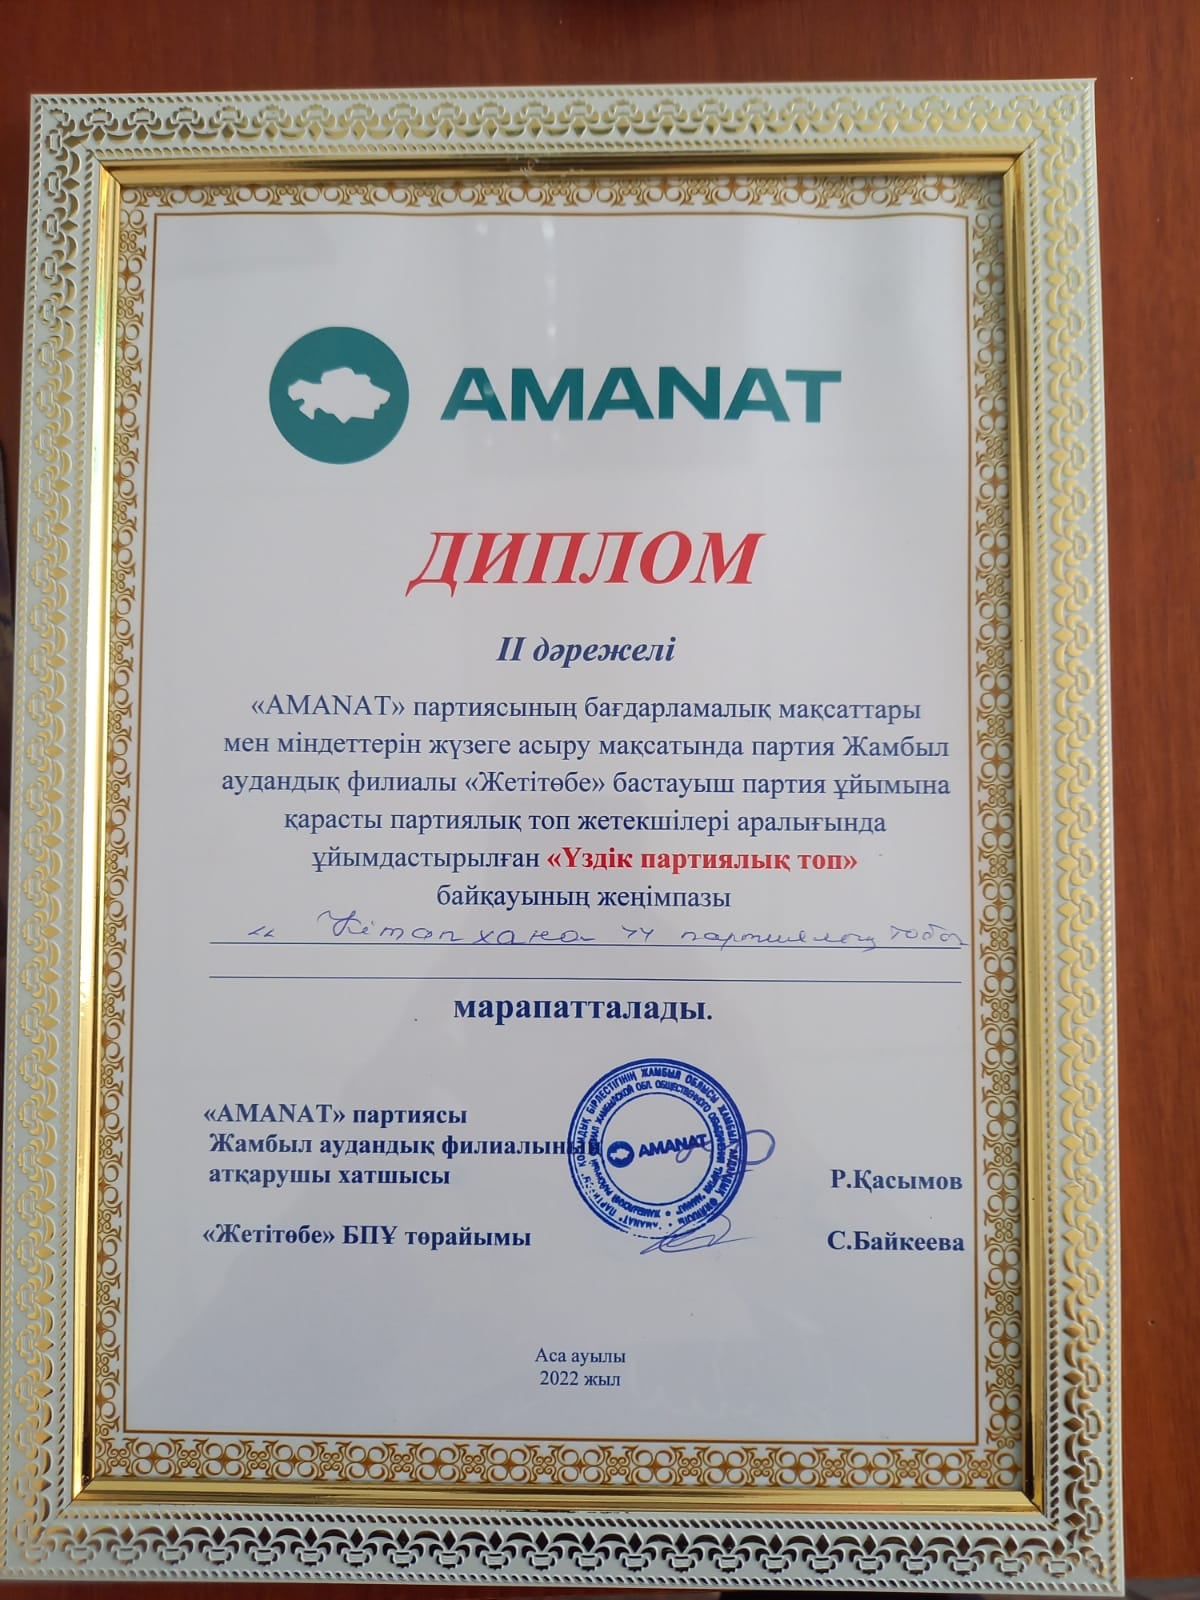 AMANAT
ДИПЛОМ
II дәрежелі
«AMANAT» партиясының бағдарламалық мақсаттары
мен міндеттерін жүзеге асыру мақсатында партия Жамбыл
аудандық филиалы «Жетітөбе» бастауыш партия ұйымына
қарасты партиялық топ жетекшілері аралығында
ұйымдастырылған «Үздік партиялық топ»
байқауының жеңімпазы
" Кітапхана " партиялық тобы
марапатталады.
«AMANAT» партиясы
Жамбыл аудандық филиалының
атқарушы хатшысы
Р.Қасымов
AMANAT
«Жетітөбе» БПҰ төрайымы
С.Байкеева
Аса ауылы
2022 жыл